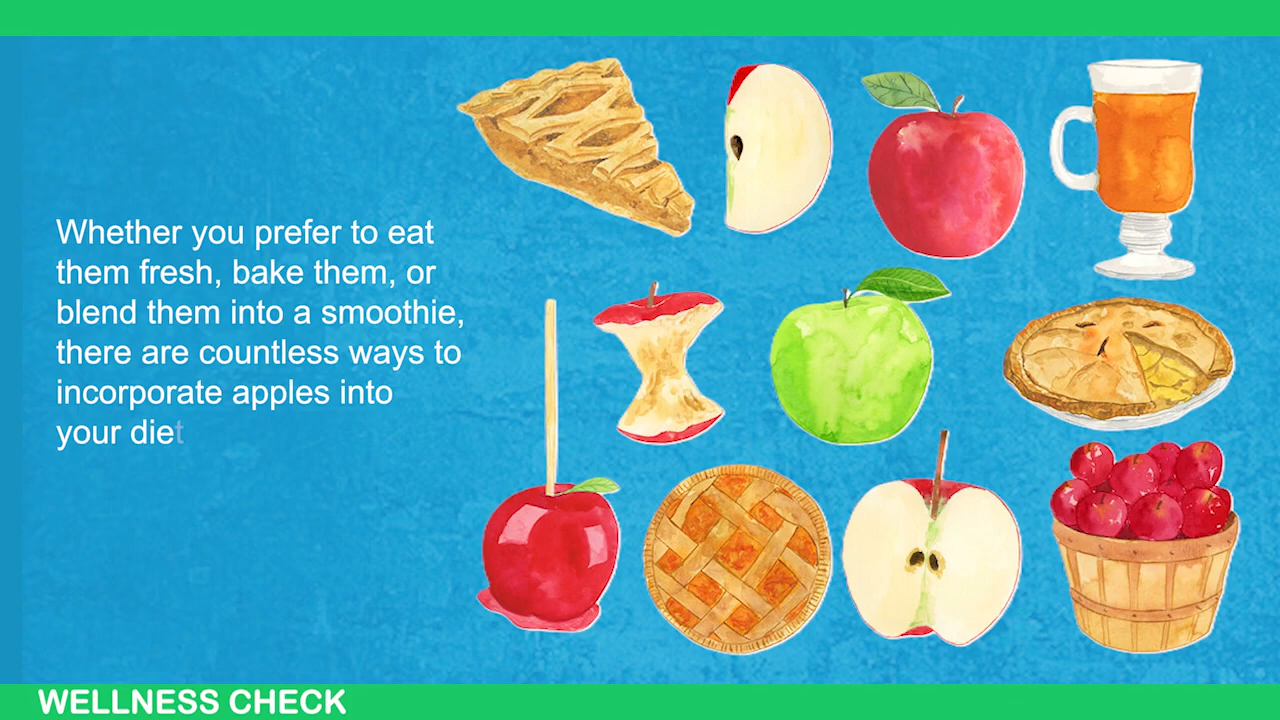 Whether you prefer to eat
them fresh, bake them, or
blend them into a smoothie,
there are countless ways to
incorporate apples into
your diet
WELLNESS CHECK